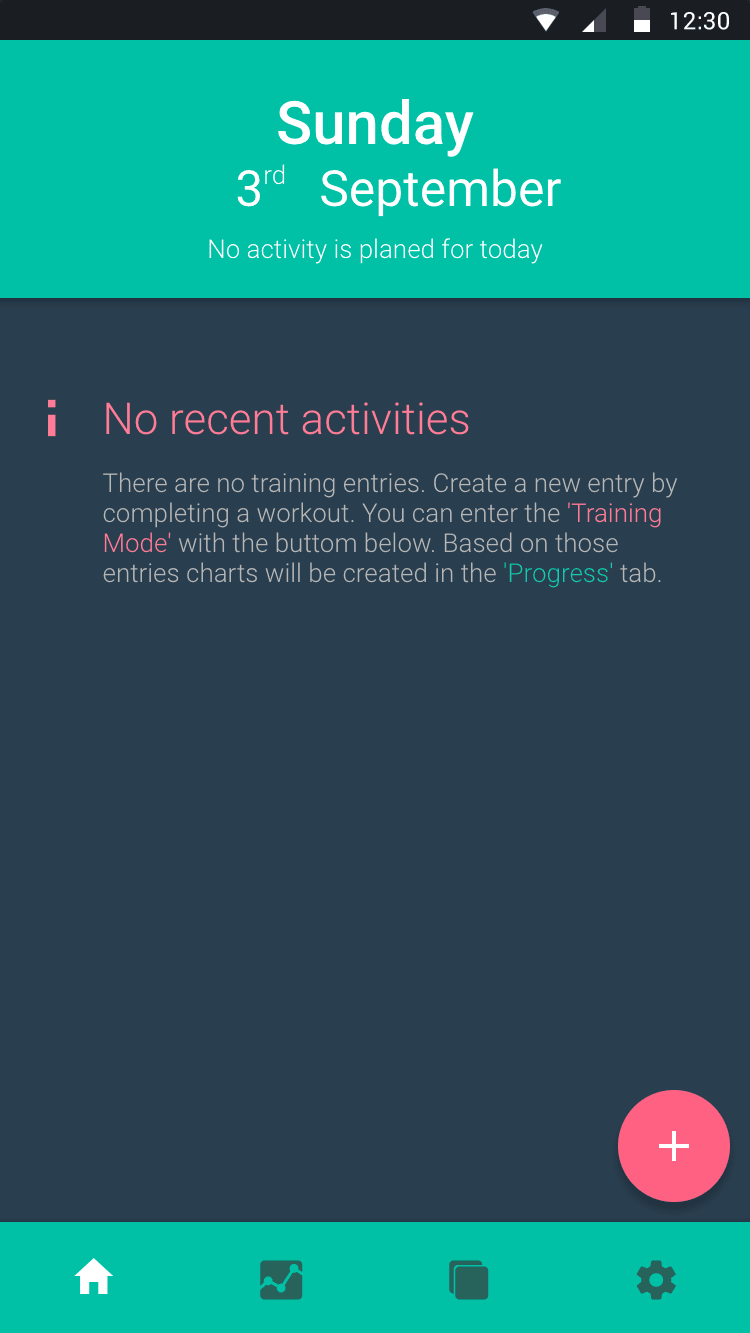 12:30
Sunday
3rd September
No activity is planed for today
No recent activities
There are no training entries. Create a new entry by
completing a workout. You can enter the 'Training
Mode' with the buttom below. Based on those
entries charts will be created in the 'Progress' tab.